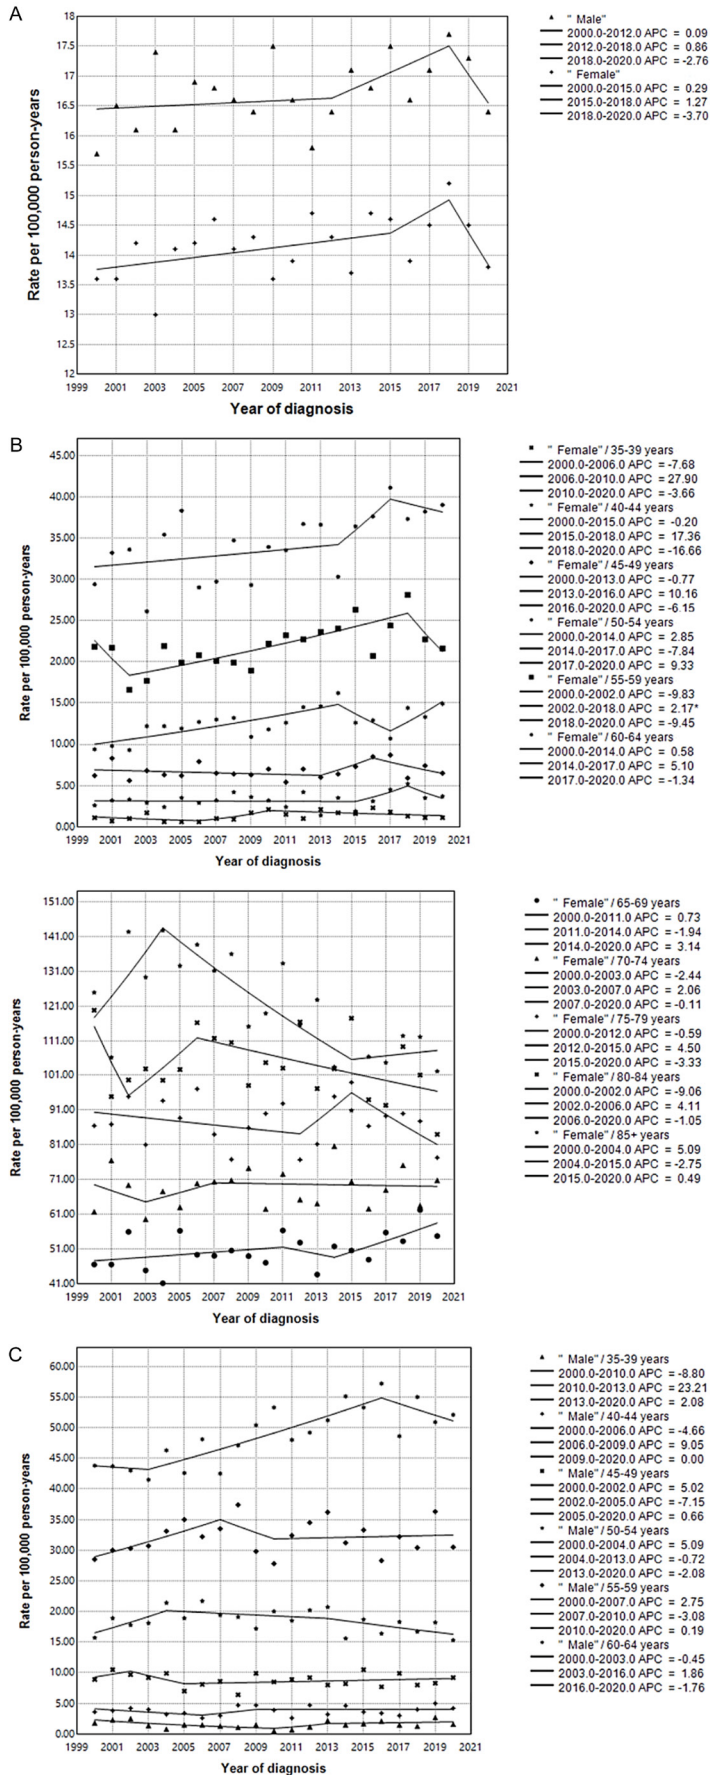 A
18
17.5
17
16.5
16
15.5
15
14.5
14
13.5
13
12.5
12
Rate per 100,000 person-years
1999 2001 2003 2005 2007 2009 2011 2013 2015 2017 2019 2021
Year of diagnosis
" Male"
2000.0-2012.0 APC = 0.09
2012.0-2018.0 APC = 0.86
2018.0-2020.0 APC = -2.76
" Female"
2000.0-2015.0 APC = 0.29
2015.0-2018.0 APC = 1.27
2018.0-2020.0 APC = -3.70
B
45.00
40.00
35.00
30.00
25.00
20.00
15.00
10.00
5.00
0.00
Rate per 100,000 person-years
1999 2001 2003 2005 2007 2009 2011 2013 2015 2017 2019 2021
Year of diagnosis
" Female" / 35-39 years
2000.0-2006.0 APC = -7.68
2006.0-2010.0 APC = 27.90
2010.0-2020.0 APC = -3.66
" Female" / 40-44 years
2000.0-2015.0 APC = -0.20
2015.0-2018.0 APC = 17.36
2018.0-2020.0 APC = -16.66
"Female" / 45-49 years
2000.0-2013.0 APC = -0.77
2013.0-2016.0 APC = 10.16
2016.0-2020.0 APC = -6.15
" Female" / 50-54 years
2000.0-2014.0 APC = 2.85
2014.0-2017.0 APC = -7.84
2017.0-2020.0 APC = 9.33
" Female" / 55-59 years
2000.0-2002.0 APC = -9.83
2002.0-2018.0 APC = 2.17*
2018.0-2020.0 APC = -9.45
" Female" / 60-64 years
2000.0-2014.0 APC = 0.58
2014.0-2017.0 APC = 5.10
2017.0-2020.0 APC = -1.34
151.00
141.00
131.00
121.00
111.00
101.00
91.00
81.00
71.00
61.00
51.00
41.00
Rate per 100,000 person-years
1999 2001 2003 2005 2007 2009 2011 2013 2015 2017 2019 2021
Year of diagnosis
" Female" / 65-69 years
2000.0-2011.0 APC = 0.73
2011.0-2014.0 APC = -1.94
2014.0-2020.0 APC = 3.14
" Female" / 70-74 years
2000.0-2003.0 APC = -2.44
2003.0-2007.0 APC = 2.06
2007.0-2020.0 APC = -0.11
" Female" / 75-79 years
2000.0-2012.0 APC = -0.59
2012.0-2015.0 APC = 4.50
2015.0-2020.0 APC = -3.33
" Female" / 80-84 years
2000.0-2002.0 APC = -9.06
2002.0-2006.0 APC = 4.11
2006.0-2020.0 APC = -1.05
" Female" / 85+ years
2000.0-2004.0 APC = 5.09
2004.0-2015.0 APC = -2.75
2015.0-2020.0 APC = 0.49
C
60.00
55.00
50.00
45.00
40.00
35.00
30.00
25.00
20.00
15.00
10.00
5.00
0.00
Rate per 100,000 person-years
1999 2001 2003 2005 2007 2009 2011 2013 2015 2017 2019 2021
Year of diagnosis
" Male" / 35-39 years
2000.0-2010.0 APC = -8.80
2010.0-2013.0 APC = 23.21
2013.0-2020.0 APC = 2.08
" Male" / 40-44 years
2000.0-2006.0 APC = -4.66
2006.0-2009.0 APC = 9.05
2009.0-2020.0 APC = 0.00
" Male" / 45-49 years
2000.0-2002.0 APC = 5.02
2002.0-2005.0 APC = -7.15
2005.0-2020.0 APC = 0.66
" Male" / 50-54 years
2000.0-2004.0 APC = 5.09
2004.0-2013.0 APC = -0.72
2013.0-2020.0 APC = -2.08
" Male" / 55-59 years
2000.0-2007.0 APC = 2.75
2007.0-2010.0 APC = -3.08
2010.0-2020.0 APC = 0.19
" Male" / 60-64 years
2000.0-2003.0 APC = -0.45
2003.0-2016.0 APC = 1.86
2016.0-2020.0 APC = -1.76